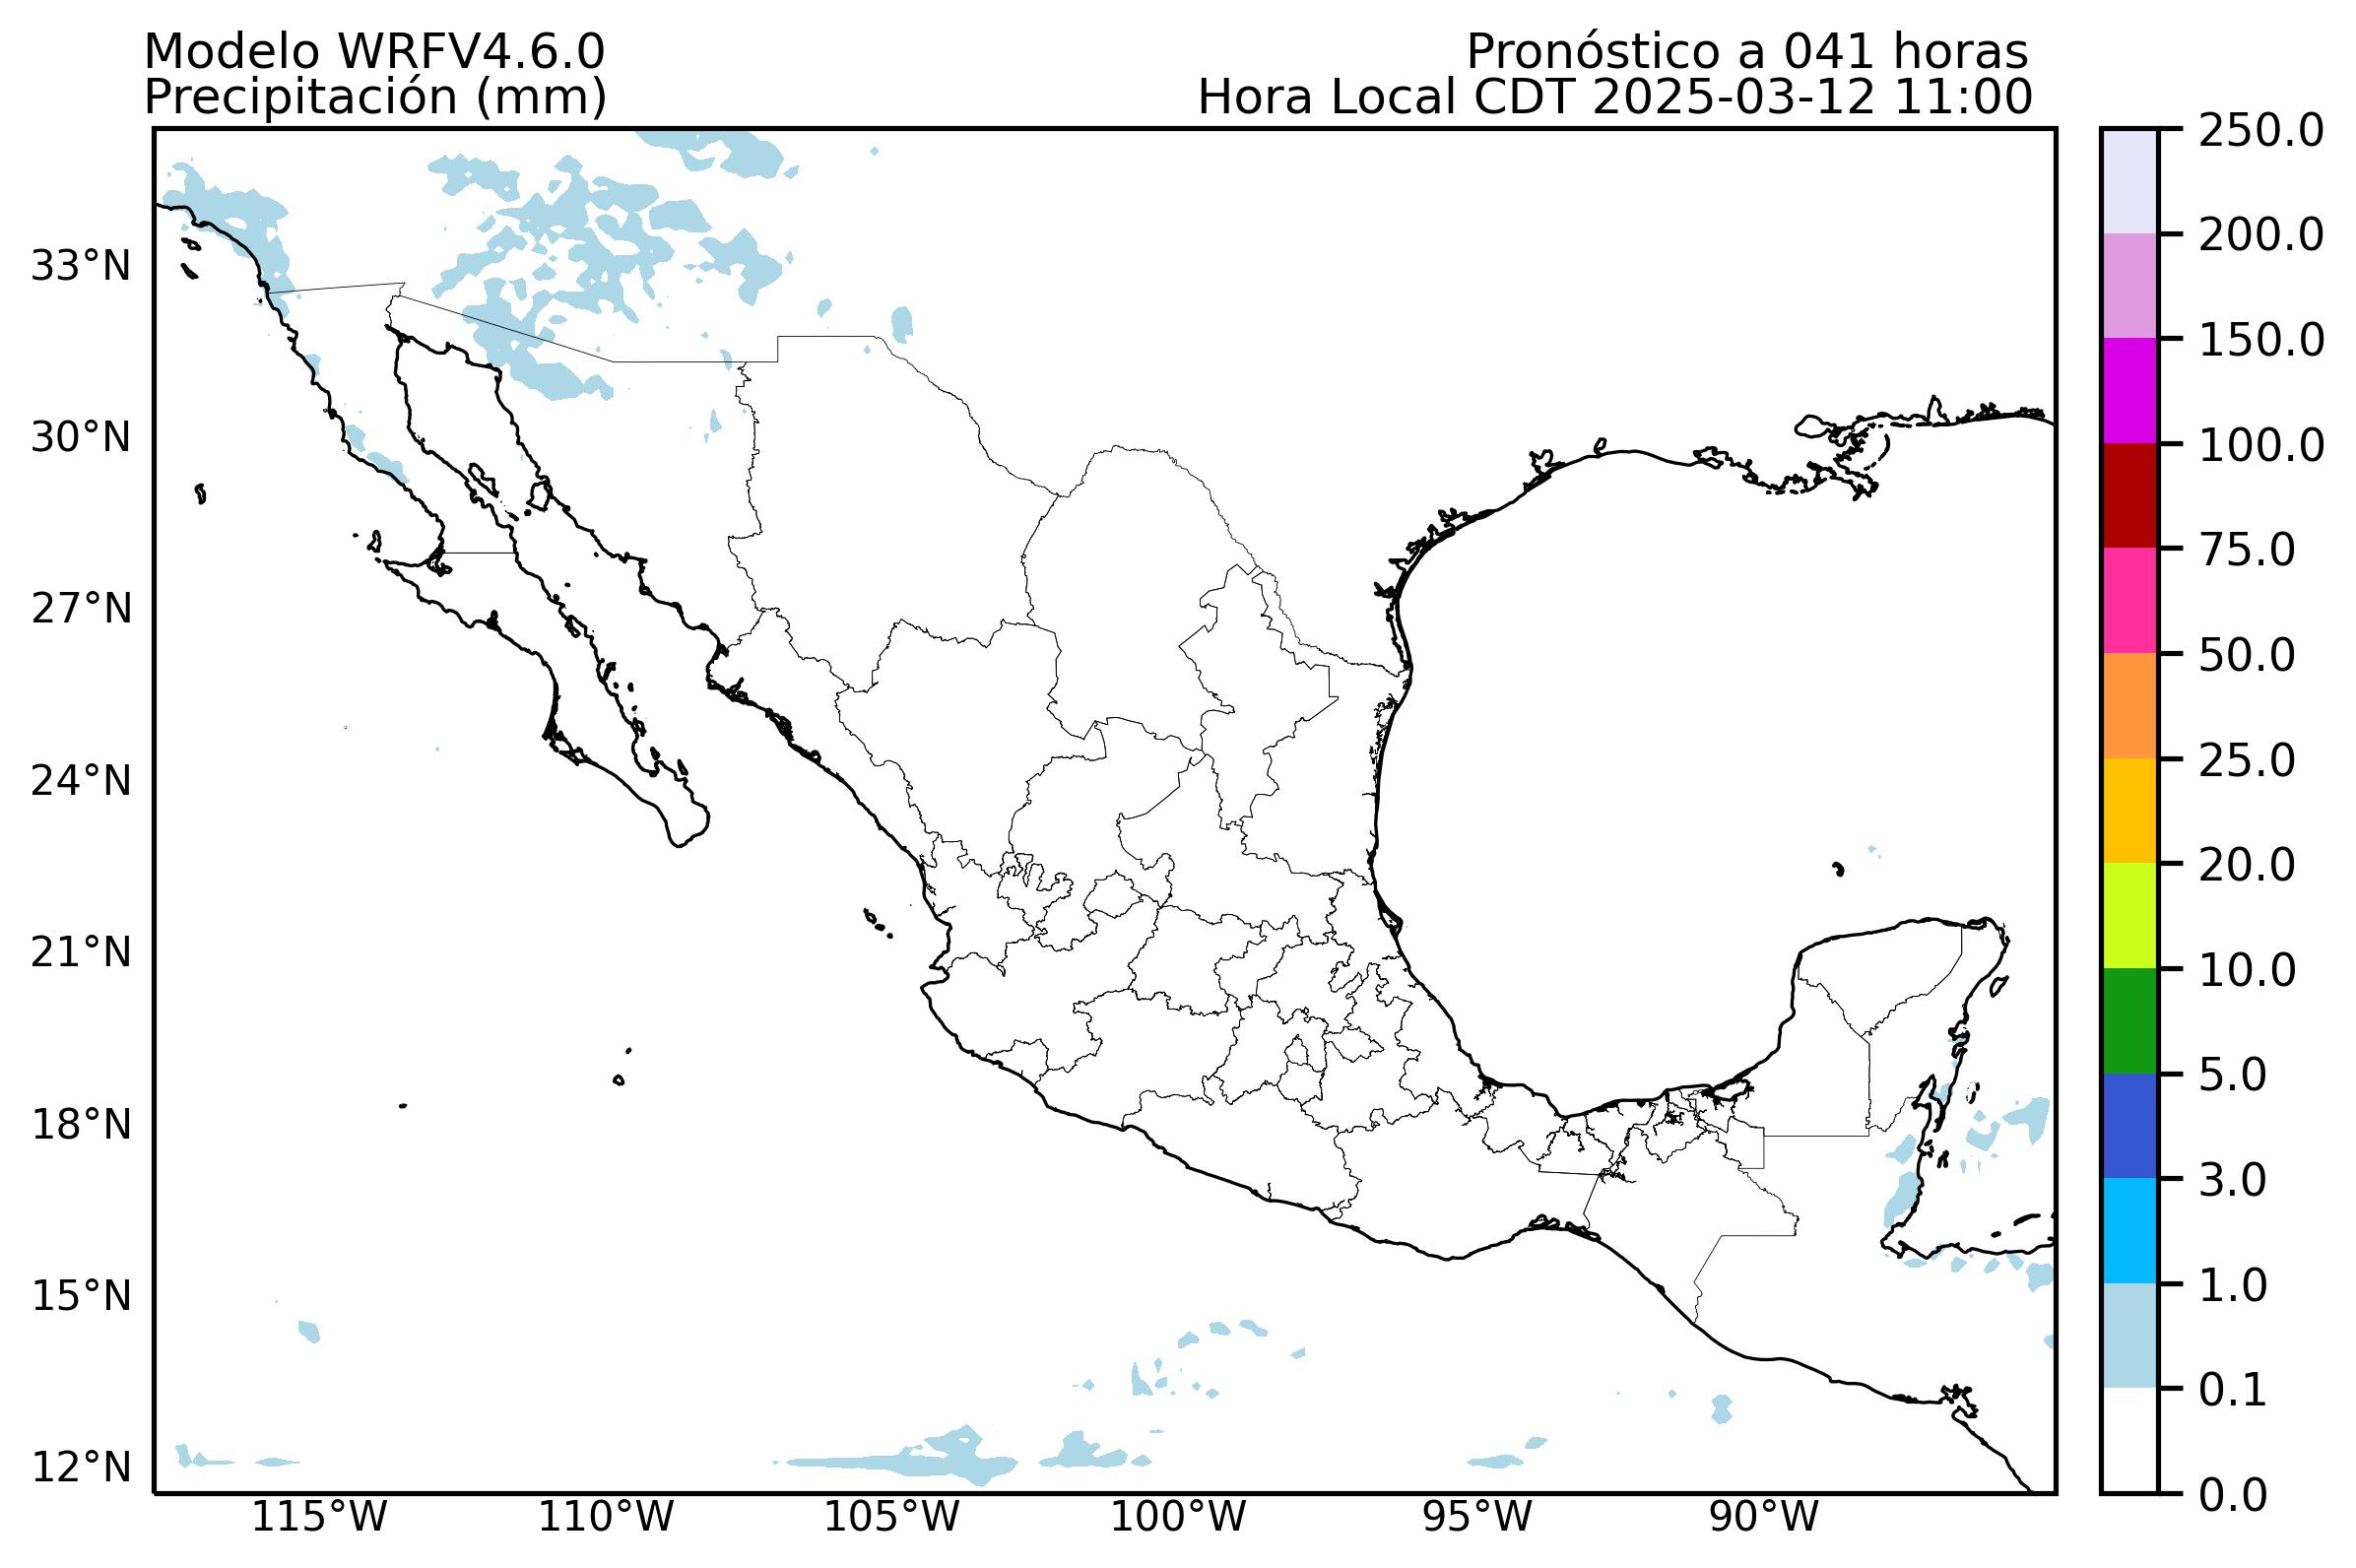 Modelo WRFV4.6.0
Precipitación (mm)
Pronóstico a 041 horas
Hora Local CDT 2025-03-12 11:00
33°N
30°N
27°N
24°N
21°N
18°N
15°N
12°N
115°W
110°W
105°W
100°W
95°W
90°W
250.0
200.0
150.0
100.0
75.0
50.0
25.0
20.0
10.0
5.0
3.0
1.0
0.1
0.0